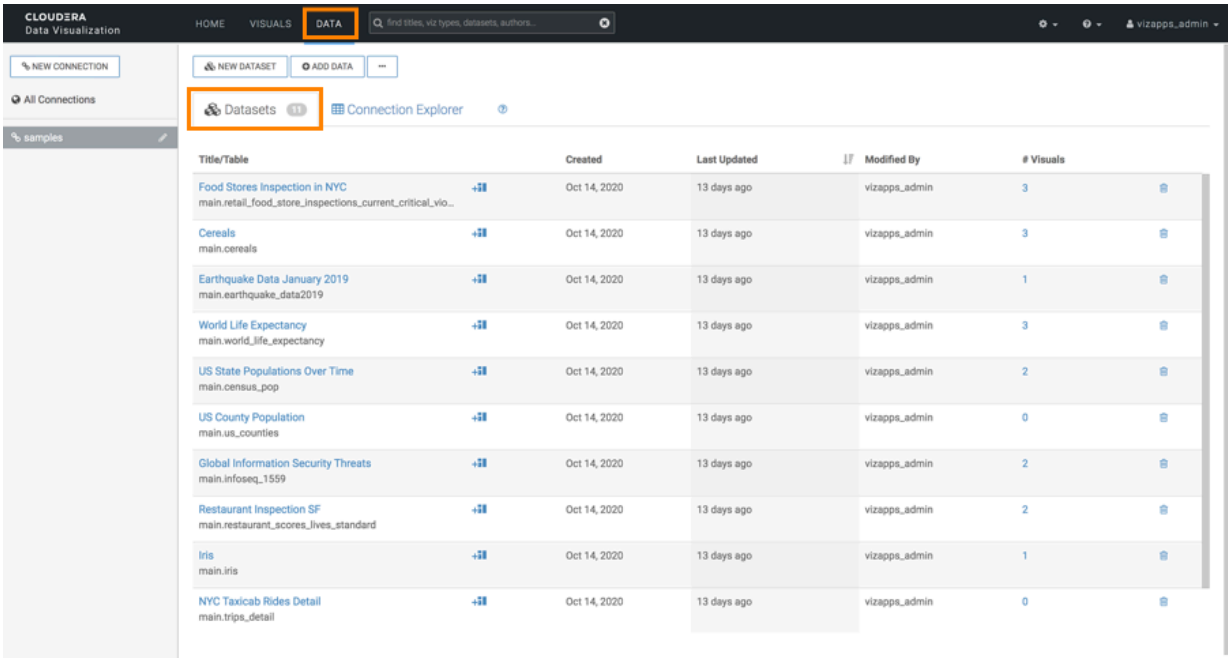 CLOUDERA
Data Visualization
HOME VISUALS DATA find titles, viz types, datasets, authors... vizapps_admin
NEW CONNECTION NEW DATASET ADD DATA ...
All Connections
Datasets 11 Connection Explorer
samples
Title/Table Created Last Updated Modified By # Visuals
Food Stores Inspection in NYC Oct 14, 2020 13 days ago vizapps_admin 3
main.retail_food_store_inspections_current_critical_vio...
Cereals Oct 14, 2020 13 days ago vizapps_admin 3
main.cereals
Earthquake Data January 2019 Oct 14, 2020 13 days ago vizapps_admin 1
main.earthquake_data2019
World Life Expectancy Oct 14, 2020 13 days ago vizapps_admin 3
main.world_life_expectancy
US State Populations Over Time Oct 14, 2020 13 days ago vizapps_admin 2
main.census_pop
US County Population Oct 14, 2020 13 days ago vizapps_admin 0
main.us_counties
Global Information Security Threats Oct 14, 2020 13 days ago vizapps_admin 2
main.infoseq_1559
Restaurant Inspection SF Oct 14, 2020 13 days ago vizapps_admin 2
main.restaurant_scores_lives_standard
Iris Oct 14, 2020 13 days ago vizapps_admin 1
main.iris
NYC Taxicab Rides Detail Oct 14, 2020 13 days ago vizapps_admin 0
main.trips_detail